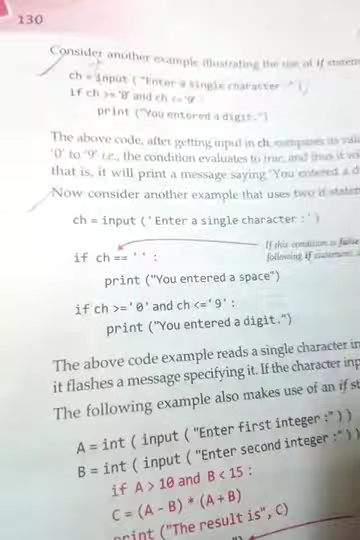 130
Consider another example illustrating the use of if
ch = input ( "Enter a single character :" )
if ch >= '0' and ch <= '9' :
print ("You entered a digit.")
The above code, after getting input in ch, compares its
'0' to '9' i.e., the condition evaluates to true, and thus it
that is, it will print a message saying 'You entered a
Now consider another example that uses two if
ch = input ( 'Enter a single character : ' )
If this condition is false
if ch == ' ' :
following if statement
print ("You entered a space")
if ch >='0' and ch <='9' :
print ("You entered a digit.")
The above code example reads a single character
it flashes a message specifying it. If the character
The following example also makes use of an if
A = int ( input ( "Enter first integer :" ) )
B = int ( input ( "Enter second integer :" ) )
if A > 10 and B < 15 :
C = (A - B) * (A + B)
print ("The result is", C)